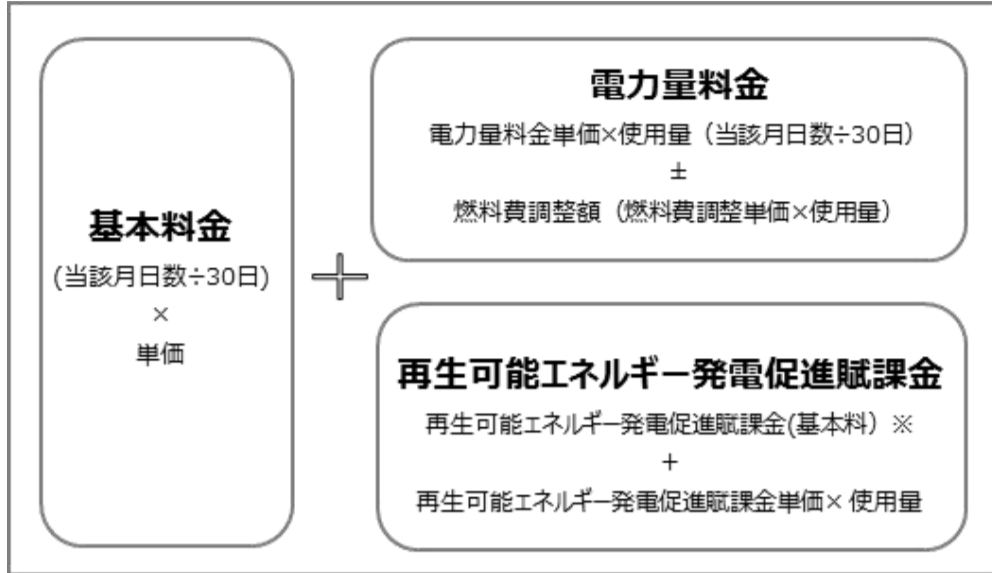 基本料金
(当該月日数÷30日)
×
単価
+
電力量料金
電力量料金単価×使用量（当該月日数÷30日）
±
燃料費調整額（燃料費調整単価×使用量）
再生可能エネルギー発電促進賦課金
再生可能エネルギー発電促進賦課金(基本料）※
+
再生可能エネルギー発電促進賦課金単価× 使用量